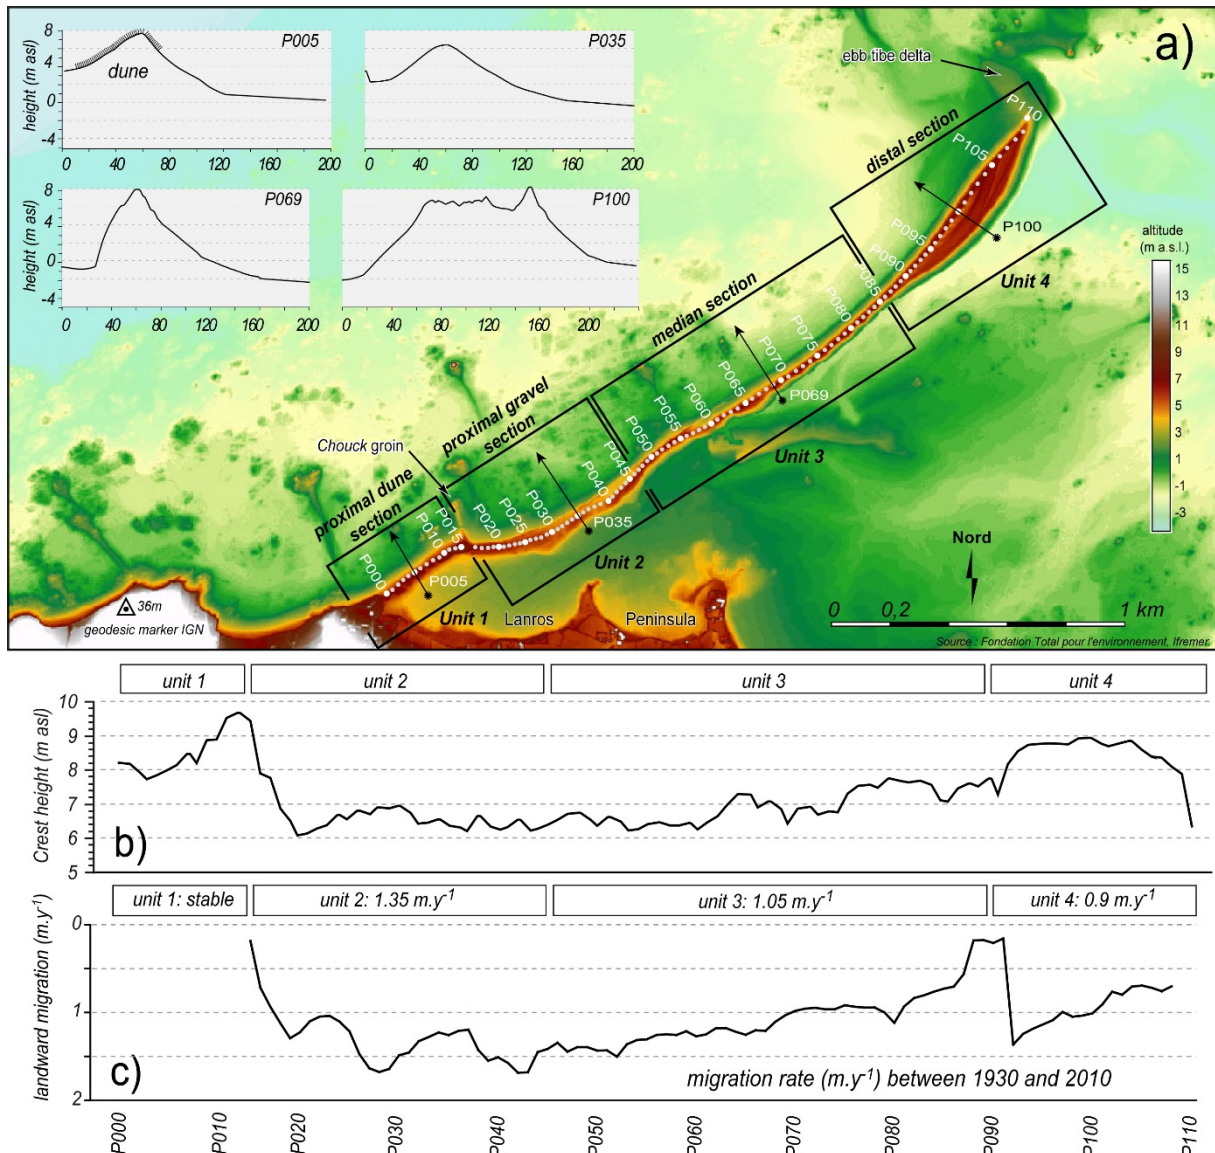 a)
P005
height (m asl)
8
4
0
-4
dune
0 40 80 120 160 200
P035
0 40 80 120 160 200
P069
height (m asl)
8
4
0
-4
0 40 80 120 160 200
P100
0 40 80 120 160 200
ebb tibe delta
distal section
P110
P105
P100
P095
P090
P085
Unit 4
altitude
(m a.s.l.)
15
13
11
9
7
5
3
1
-1
-3
median section
P080
P075
P070
P069
P065
P060
P055
P050
P045
Unit 3
proximal gravel
section
Chouck groin
P040
P035
P030
P025
P020
Unit 2
proximal dune
section
P015
P010
P005
P000
Unit 1
Lanros
Peninsula
36m
geodesic marker IGN
Nord
0 0,2 1 km
Source : Fondation Total pour l'environnement, Ifremer
unit 1 unit 2 unit 3 unit 4
b)
Crest height (m asl)
10
9
8
7
6
5
unit 1: stable unit 2: 1.35 m.y-1 unit 3: 1.05 m.y-1 unit 4: 0.9 m.y-1
c)
landward migration (m.y-1)
0
1
2
migration rate (m.y-1) between 1930 and 2010
P000 P010 P020 P030 P040 P050 P060 P070 P080 P090 P100 P110